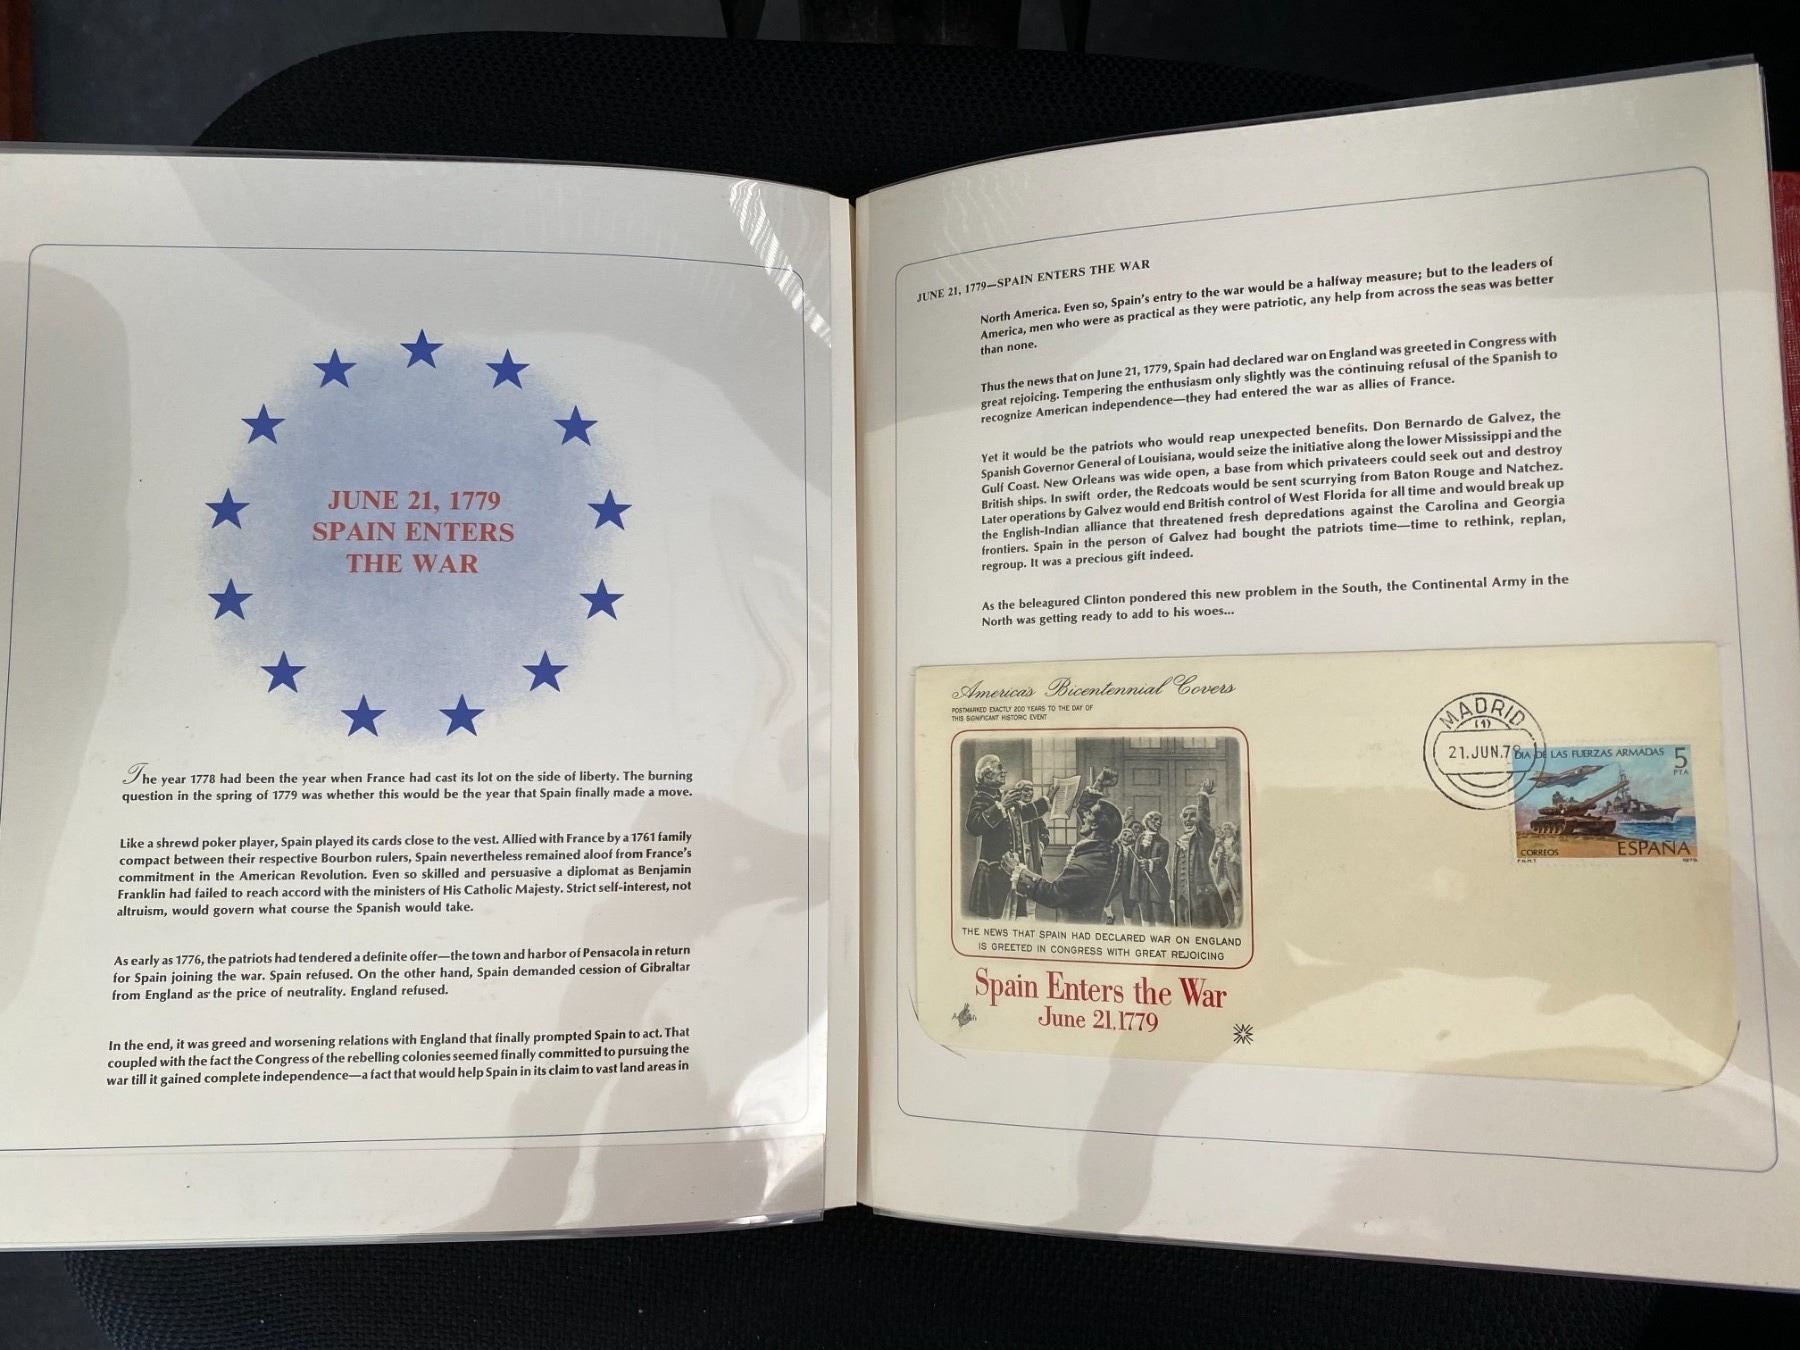 JUNE 21, 1779
SPAIN ENTERS
THE WAR
The year 1778 had been the year when France had cast its lot on the side of liberty. The burning
question in the spring of 1779 was whether this would be the year that Spain finally made a move.
Like a shrewd poker player, Spain played its cards close to the vest. Allied with France by a 1761 family
compact between their respective Bourbon rulers, Spain nevertheless remained aloof from France's
commitment in the American Revolution. Even so skilled and persuasive a diplomat as Benjamin
Franklin had failed to reach accord with the ministers of His Catholic Majesty. Strict self-interest, not
altruism, would govern what course the Spanish would take.
As early as 1776, the patriots had tendered a definite offer—the town and harbor of Pensacola in return
for Spain joining the war. Spain refused. On the other hand, Spain demanded cession of Gibraltar
from England as the price of neutrality. England refused.
In the end, it was greed and worsening relations with England that finally prompted Spain to act. That
coupled with the fact the Congress of the rebelling colonies seemed finally committed to pursuing the
war till it gained complete independence—a fact that would help Spain in its claim to vast land areas in
JUNE 21, 1779—SPAIN ENTERS THE WAR
North America. Even so, Spain's entry to the war would be a halfway measure; but to the leaders of
America, men who were as practical as they were patriotic, any help from across the seas was better
than none.
Thus the news that on June 21, 1779, Spain had declared war on England was greeted in Congress with
great rejoicing. Tempering the enthusiasm only slightly was the continuing refusal of the Spanish to
recognize American independence—they had entered the war as allies of France.
Yet it would be the patriots who would reap unexpected benefits. Don Bernardo de Galvez, the
Spanish Governor General of Louisiana, would seize the initiative along the lower Mississippi and the
Gulf Coast. New Orleans was wide open, a base from which privateers could seek out and destroy
British ships. In swift order, the Redcoats would be sent scurrying from Baton Rouge and Natchez.
Later operations by Galvez would end British control of West Florida for all time and would break up
the English-Indian alliance that threatened fresh depredations against the Carolina and Georgia
frontiers. Spain in the person of Galvez had bought the patriots time—time to rethink, replan,
regroup. It was a precious gift indeed.
As the beleagured Clinton pondered this new problem in the South, the Continental Army in the
North was getting ready to add to his woes...
America's Bicentennial Covers
POSTMARKED EXACTLY 200 YEARS TO THE DAY OF
THIS SIGNIFICANT HISTORIC EVENT
THE NEWS THAT SPAIN HAD DECLARED WAR ON ENGLAND
IS GREETED IN CONGRESS WITH GREAT REJOICING
Spain Enters the War
June 21, 1779
MADRID
(1)
21. JUN. 79
DIA DE LAS FUERZAS ARMADAS
5
PTA
CORREOS
ESPAÑA
F.N.M.T.
1979